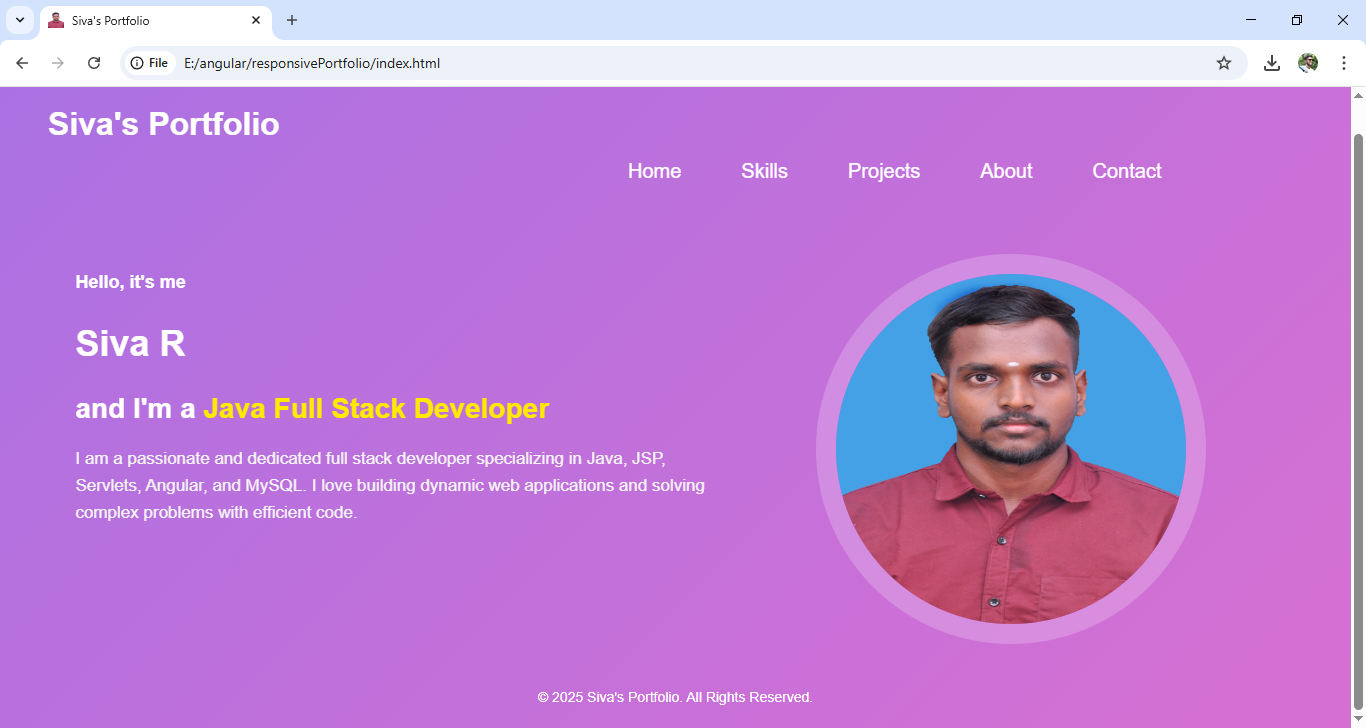 Siva's Portfolio
File E:/angular/responsivePortfolio/index.html
Siva's Portfolio
Home Skills Projects About Contact
Hello, it's me
Siva R
and I'm a Java Full Stack Developer
I am a passionate and dedicated full stack developer specializing in Java, JSP,
Servlets, Angular, and MySQL. I love building dynamic web applications and solving
complex problems with efficient code.
© 2025 Siva's Portfolio. All Rights Reserved.